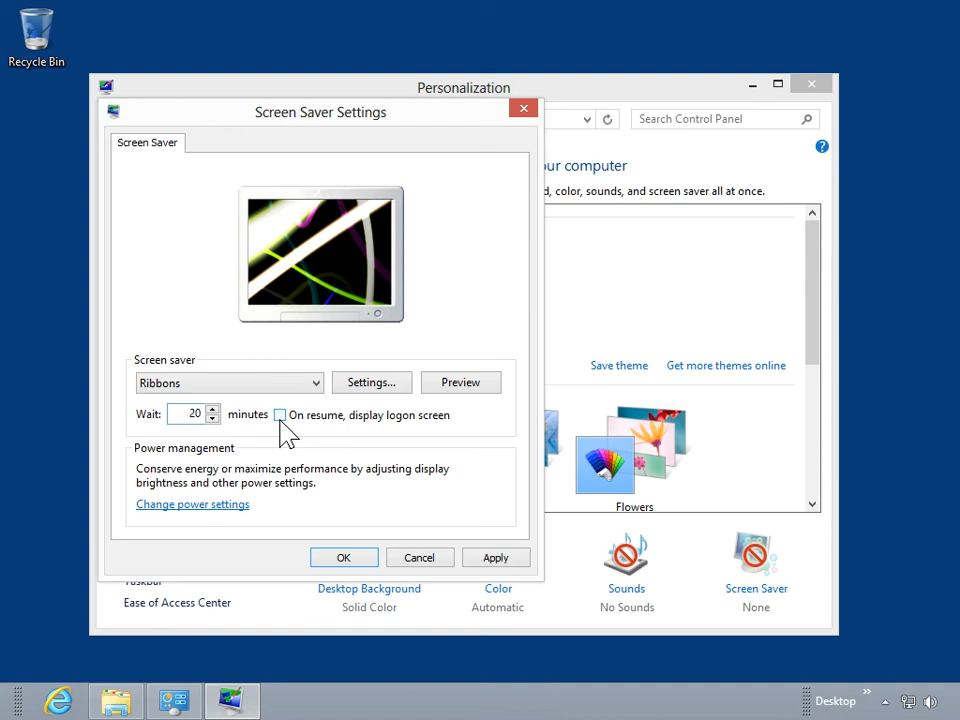 Recycle Bin
Personalization
Screen Saver Settings
Search Control Panel
Screen Saver
our computer
d, color, sounds, and screen saver all at once.
Save theme
Get more themes online
Screen saver
Ribbons
Settings...
Preview
Wait:
20
minutes
On resume, display logon screen
Power management
Conserve energy or maximize performance by adjusting display
brightness and other power settings.
Change power settings
Flowers
OK
Cancel
Apply
Taskbar
Ease of Access Center
Desktop Background
Solid Color
Color
Automatic
Sounds
No Sounds
Screen Saver
None
Desktop